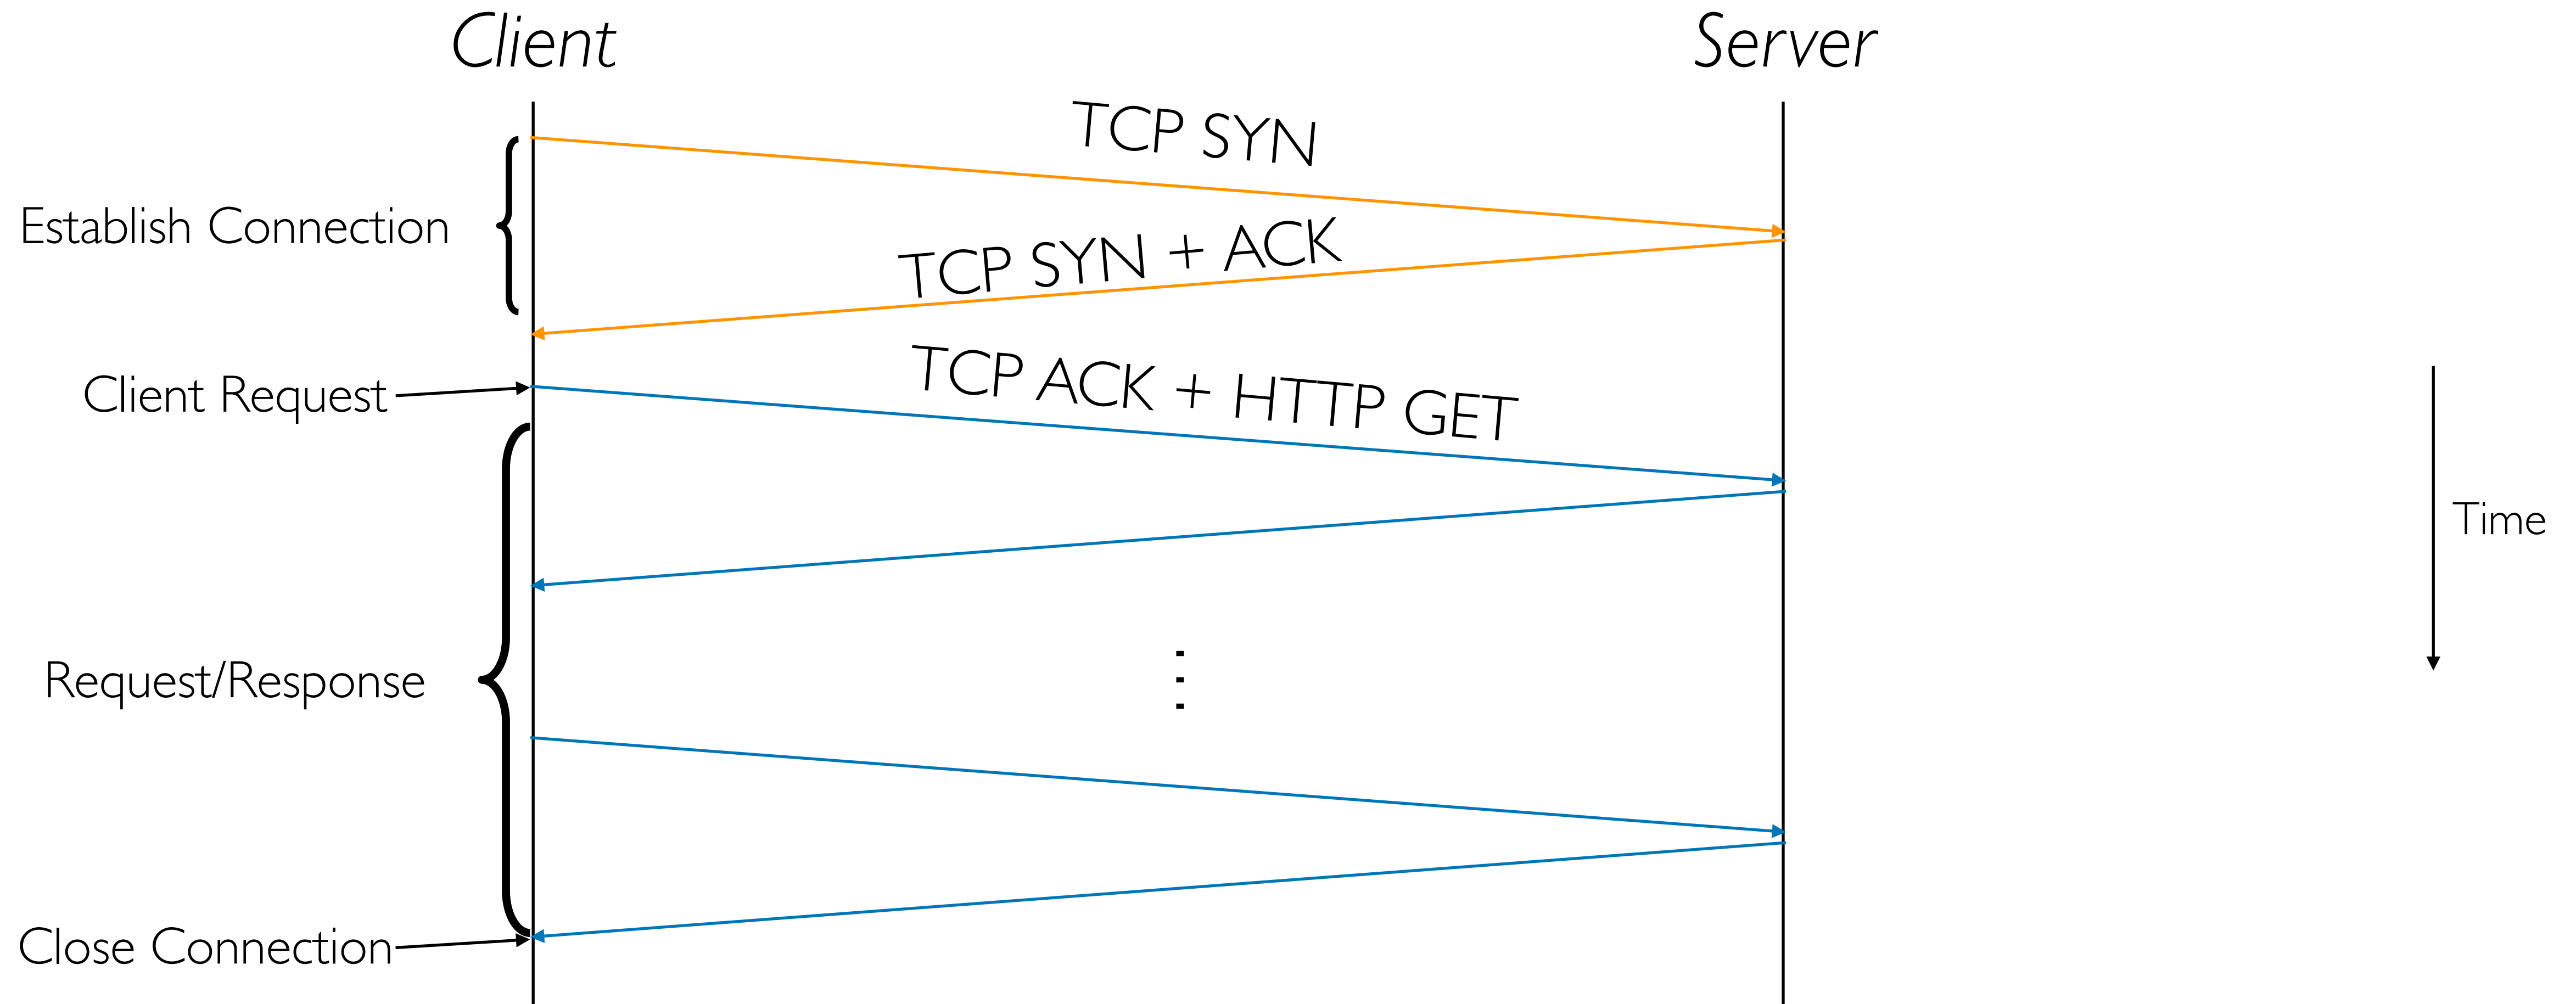 Client
Server
TCP SYN
Establish Connection
TCP SYN + ACK
Client Request
TCP ACK + HTTP GET
Time
Request/Response
Close Connection